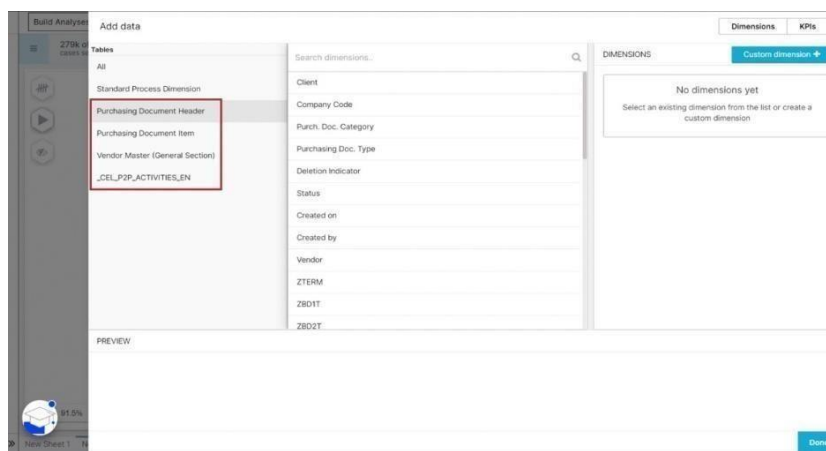 Build Analyses
Add data
Dimensions
KPIs
279k
Tables
All
Standard Process Dimension
Purchasing Document Header
Purchasing Document Item
Vendor Master (General Section)
_CEL_P2P_ACTIVITIES_EN
Search dimensions..
Client
Company Code
Purch. Doc. Category
Purchasing Doc. Type
Deletion Indicator
Status
Created on
Created by
Vendor
ZTERM
ZBD1T
ZBD2T
DIMENSIONS
Custom dimension +
No dimensions yet
Select an existing dimension from the list or create a
custom dimension
PREVIEW
91.5%
New Sheet 1
Done